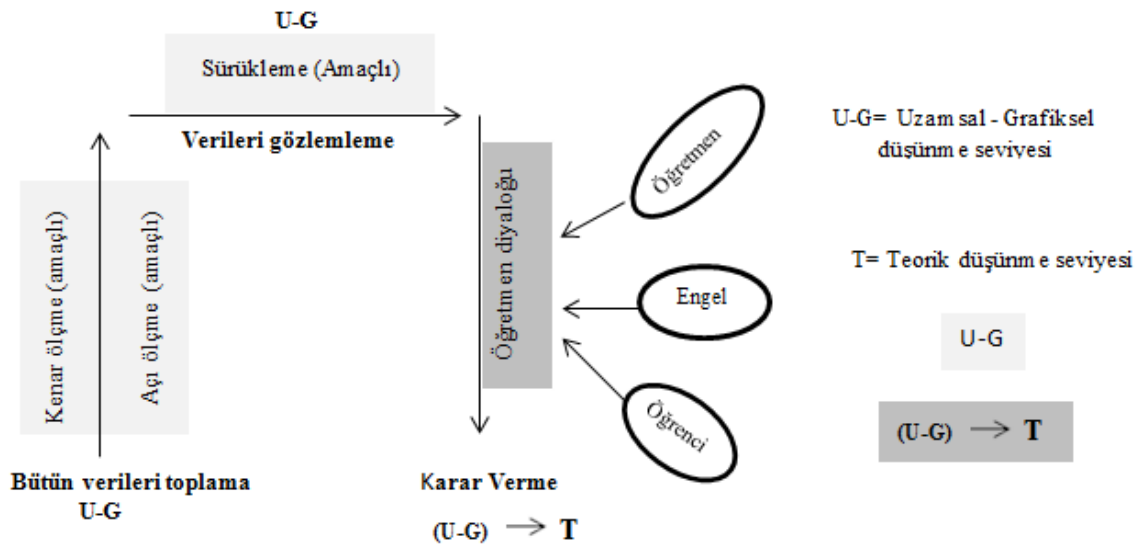 U-G
Sürükleme (Amaçlı)
Verileri gözlemleme
Kenar ölçme (amaçlı)
Açı ölçme (amaçlı)
Bütün verileri toplama
U-G
Öğretmen diyaloğu
Öğretmen
Engel
Öğrenci
Karar Verme
(U-G) → T
U-G= Uzamsal - Grafiksel
düşünme seviyesi
T= Teorik düşünme seviyesi
U-G
(U-G) → T